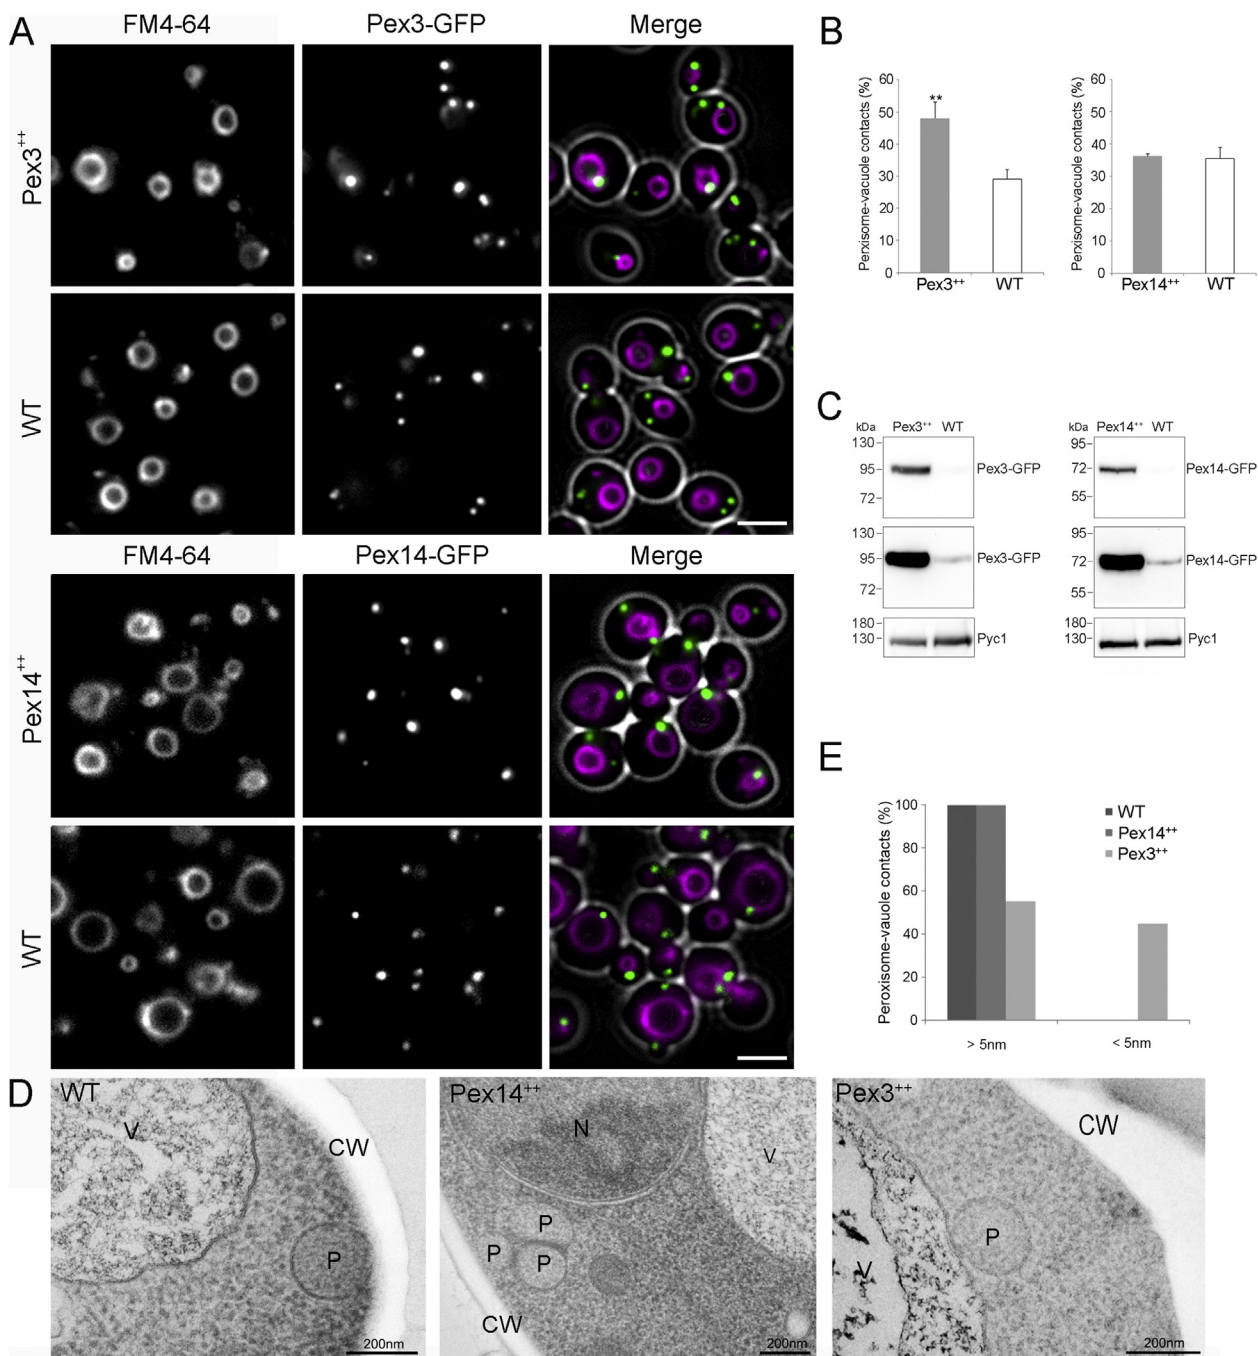 A
FM4-64 Pex3-GFP Merge
Pex3++
WT
FM4-64 Pex14-GFP Merge
Pex14++
WT
B
Perxisome-vacuole contacts (%)
60
50
40
30
20
10
0
**
Pex3++ WT
Perxisome-vacuole contacts (%)
60
50
40
30
20
10
0
Pex14++ WT
C
kDa Pex3++ WT
130
95
72
Pex3-GFP
130
95
72
Pex3-GFP
180
130
Pyc1
kDa Pex14++ WT
95
72
55
Pex14-GFP
95
72
55
Pex14-GFP
180
130
Pyc1
E
Peroxisome-vauole contacts (%)
100
80
60
40
20
0
WT
Pex14++
Pex3++
> 5nm < 5nm
D
WT
V
CW
P
200nm
Pex14++
N
V
P
P
P
CW
200nm
Pex3++
CW
P
V
200nm